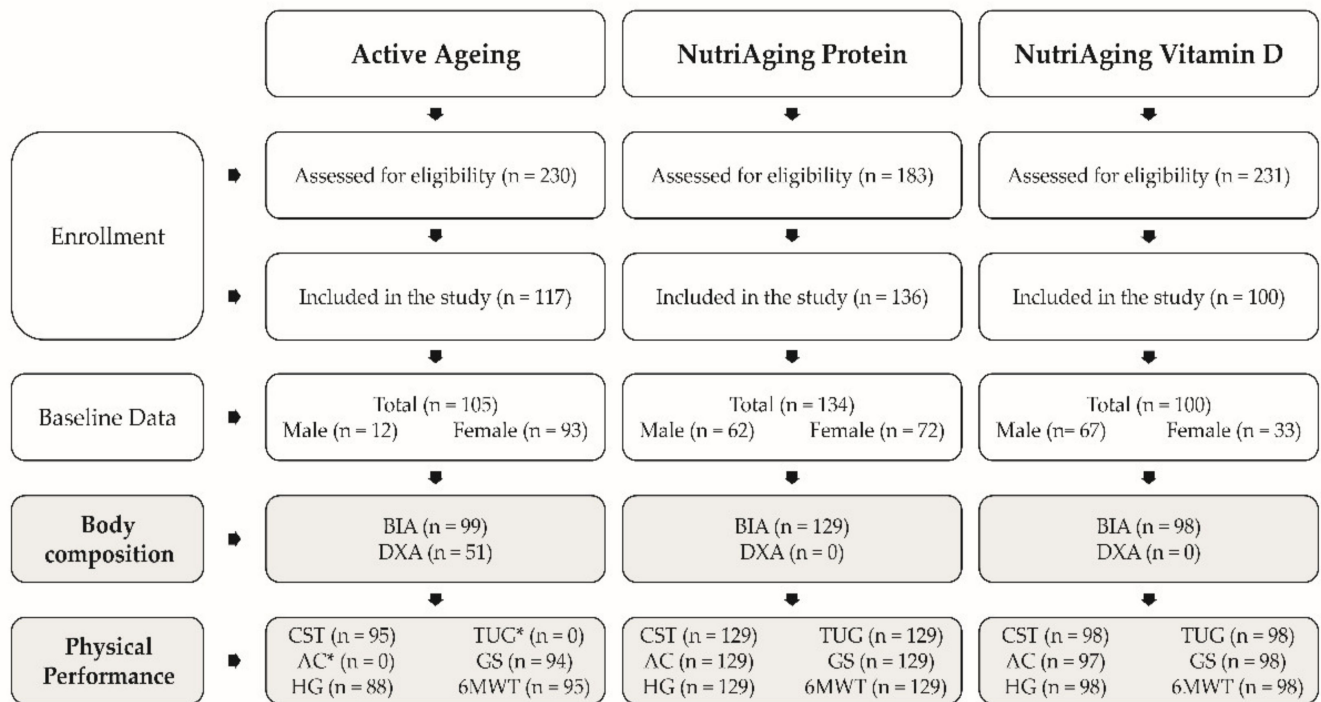 Active Ageing
NutriAging Protein
NutriAging Vitamin D
Enrollment
Assessed for eligibility (n = 230)
Assessed for eligibility (n = 183)
Assessed for eligibility (n = 231)
Included in the study (n = 117)
Included in the study (n = 136)
Included in the study (n = 100)
Baseline Data
Total (n = 105)
Male (n = 12) Female (n = 93)
Total (n = 134)
Male (n = 62) Female (n = 72)
Total (n = 100)
Male (n= 67) Female (n = 33)
Body
composition
BIA (n = 99)
DXA (n = 51)
BIA (n = 129)
DXA (n = 0)
BIA (n = 98)
DXA (n = 0)
Physical
Performance
CST (n = 95) TUG* (n = 0)
AC* (n = 0) GS (n = 94)
HG (n = 88) 6MWT (n = 95)
CST (n = 129) TUG (n = 129)
AC (n = 129) GS (n = 129)
HG (n = 129) 6MWT (n = 129)
CST (n = 98) TUG (n = 98)
AC (n = 97) GS (n = 98)
HG (n = 98) 6MWT (n = 98)